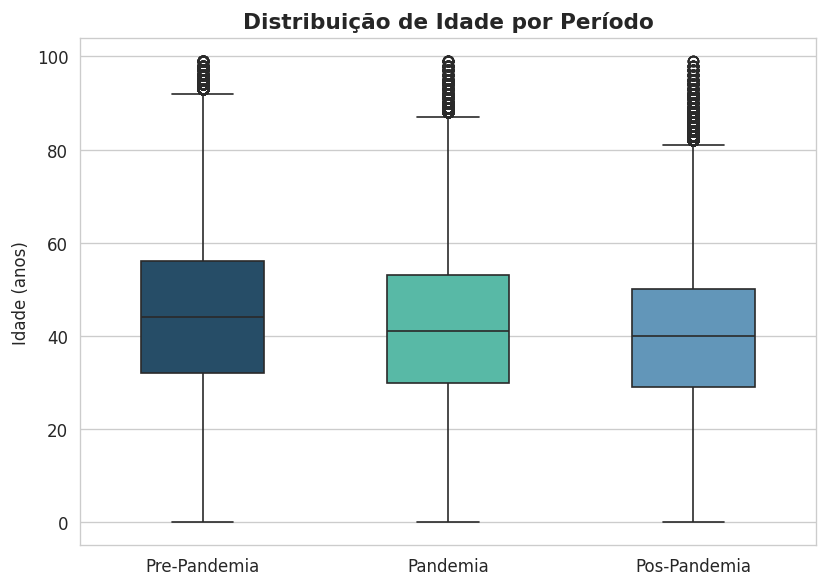 Distribuição de Idade por Período
100
80
60
40
20
0
Idade (anos)
Pre-Pandemia
Pandemia
Pos-Pandemia